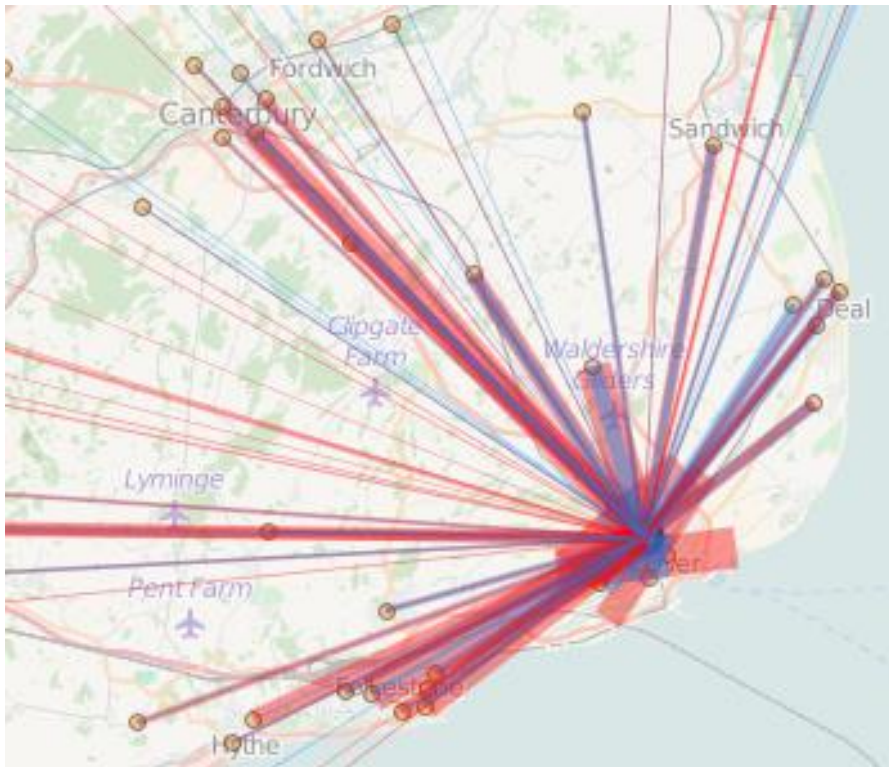 Fordwich
Canterbury
Sandwich
Deal
Clipgate
Farm
Waldershire
Gliders
Lyminge
Pent Farm
Folkestone
Hythe